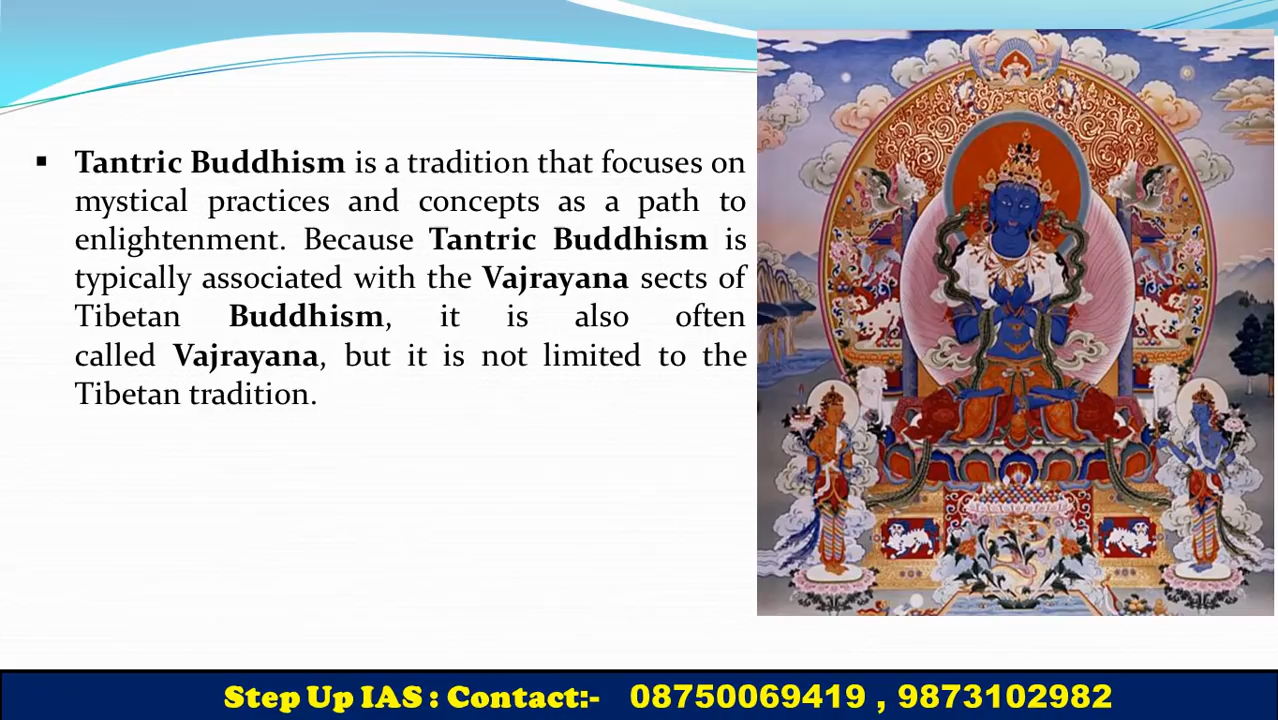 ▪ Tantric Buddhism is a tradition that focuses on
mystical practices and concepts as a path to
enlightenment. Because Tantric Buddhism is
typically associated with the Vajrayana sects of
Tibetan Buddhism, it is also often
called Vajrayana, but it is not limited to the
Tibetan tradition.
Step Up IAS : Contact:- 08750069419 , 9873102982